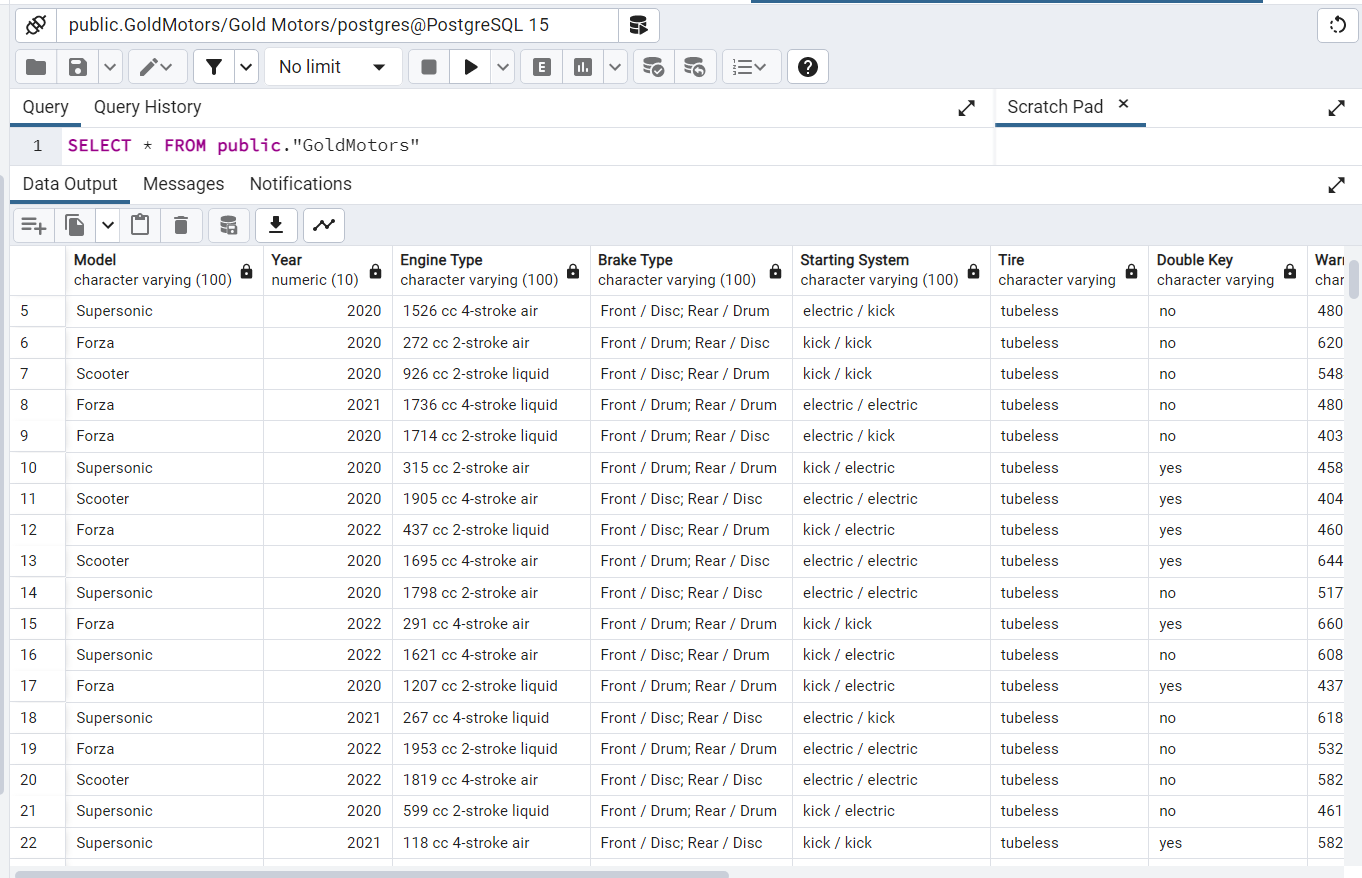 public.GoldMotors/Gold Motors/postgres@PostgreSQL 15
No limit E
Query Query History Scratch Pad
1 SELECT * FROM public."GoldMotors"
Data Output Messages Notifications
Model Year Engine Type Brake Type Starting System Tire Double Key
character varying (100) numeric (10) character varying (100) character varying (100) character varying (100) character varying character varying char
5 Supersonic 2020 1526 cc 4-stroke air Front / Disc; Rear / Drum electric / kick tubeless no 480
6 Forza 2020 272 cc 2-stroke air Front / Drum; Rear / Disc kick / kick tubeless no 620
7 Scooter 2020 926 cc 2-stroke liquid Front / Disc; Rear / Drum kick / kick tubeless no 548
8 Forza 2021 1736 cc 4-stroke liquid Front / Drum; Rear / Drum electric / electric tubeless no 480
9 Forza 2020 1714 cc 2-stroke liquid Front / Drum; Rear / Disc electric / kick tubeless no 403
10 Supersonic 2020 315 cc 2-stroke air Front / Drum; Rear / Drum kick / electric tubeless yes 458
11 Scooter 2020 1905 cc 4-stroke air Front / Disc; Rear / Disc electric / electric tubeless yes 404
12 Forza 2022 437 cc 2-stroke liquid Front / Disc; Rear / Drum kick / electric tubeless yes 460
13 Scooter 2020 1695 cc 4-stroke air Front / Drum; Rear / Disc electric / electric tubeless yes 644
14 Supersonic 2020 1798 cc 2-stroke air Front / Disc; Rear / Disc electric / electric tubeless no 517
15 Forza 2022 291 cc 4-stroke air Front / Drum; Rear / Drum kick / kick tubeless yes 660
16 Supersonic 2022 1621 cc 4-stroke air Front / Disc; Rear / Drum kick / electric tubeless no 608
17 Forza 2020 1207 cc 2-stroke liquid Front / Drum; Rear / Drum kick / electric tubeless yes 437
18 Supersonic 2021 267 cc 4-stroke liquid Front / Disc; Rear / Disc electric / kick tubeless no 618
19 Forza 2022 1953 cc 2-stroke liquid Front / Drum; Rear / Drum electric / electric tubeless no 532
20 Scooter 2022 1819 cc 4-stroke air Front / Disc; Rear / Disc electric / electric tubeless no 582
21 Supersonic 2020 599 cc 2-stroke liquid Front / Drum; Rear / Drum kick / electric tubeless no 461
22 Supersonic 2021 118 cc 4-stroke air Front / Disc; Rear / Disc kick / kick tubeless yes 582